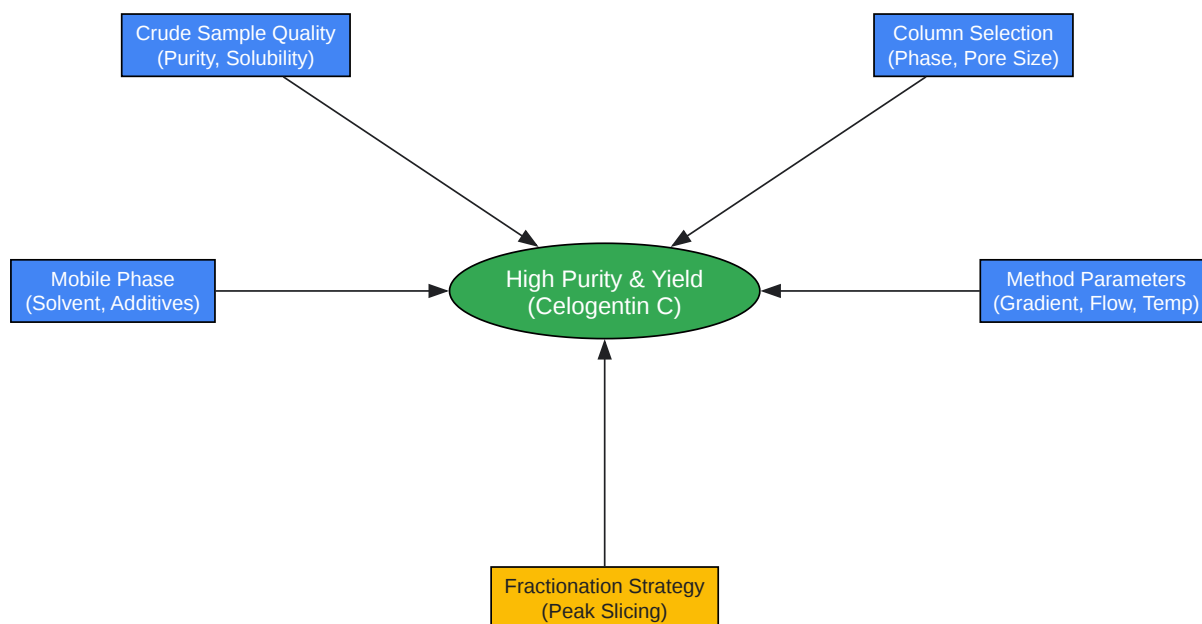 Crude Sample Quality
(Purity, Solubility)
Column Selection
(Phase, Pore Size)
Mobile Phase
(Solvent, Additives)
High Purity & Yield
(Celogentin C)
Method Parameters
(Gradient, Flow, Temp)
Fractionation Strategy
(Peak Slicing)